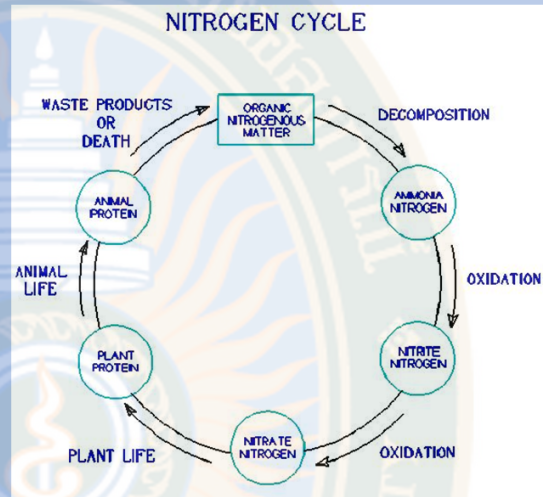 NITROGEN CYCLE
WASTE PRODUCTS
OR
DEATH
ORGANIC
NITROGENOUS
MATTER
DECOMPOSITION
ANIMAL
PROTEIN
AMMONIA
NITROGEN
ANIMAL
LIFE
OXIDATION
PLANT
PROTEIN
NITRITE
NITROGEN
PLANT LIFE
NITRATE
NITROGEN
OXIDATION